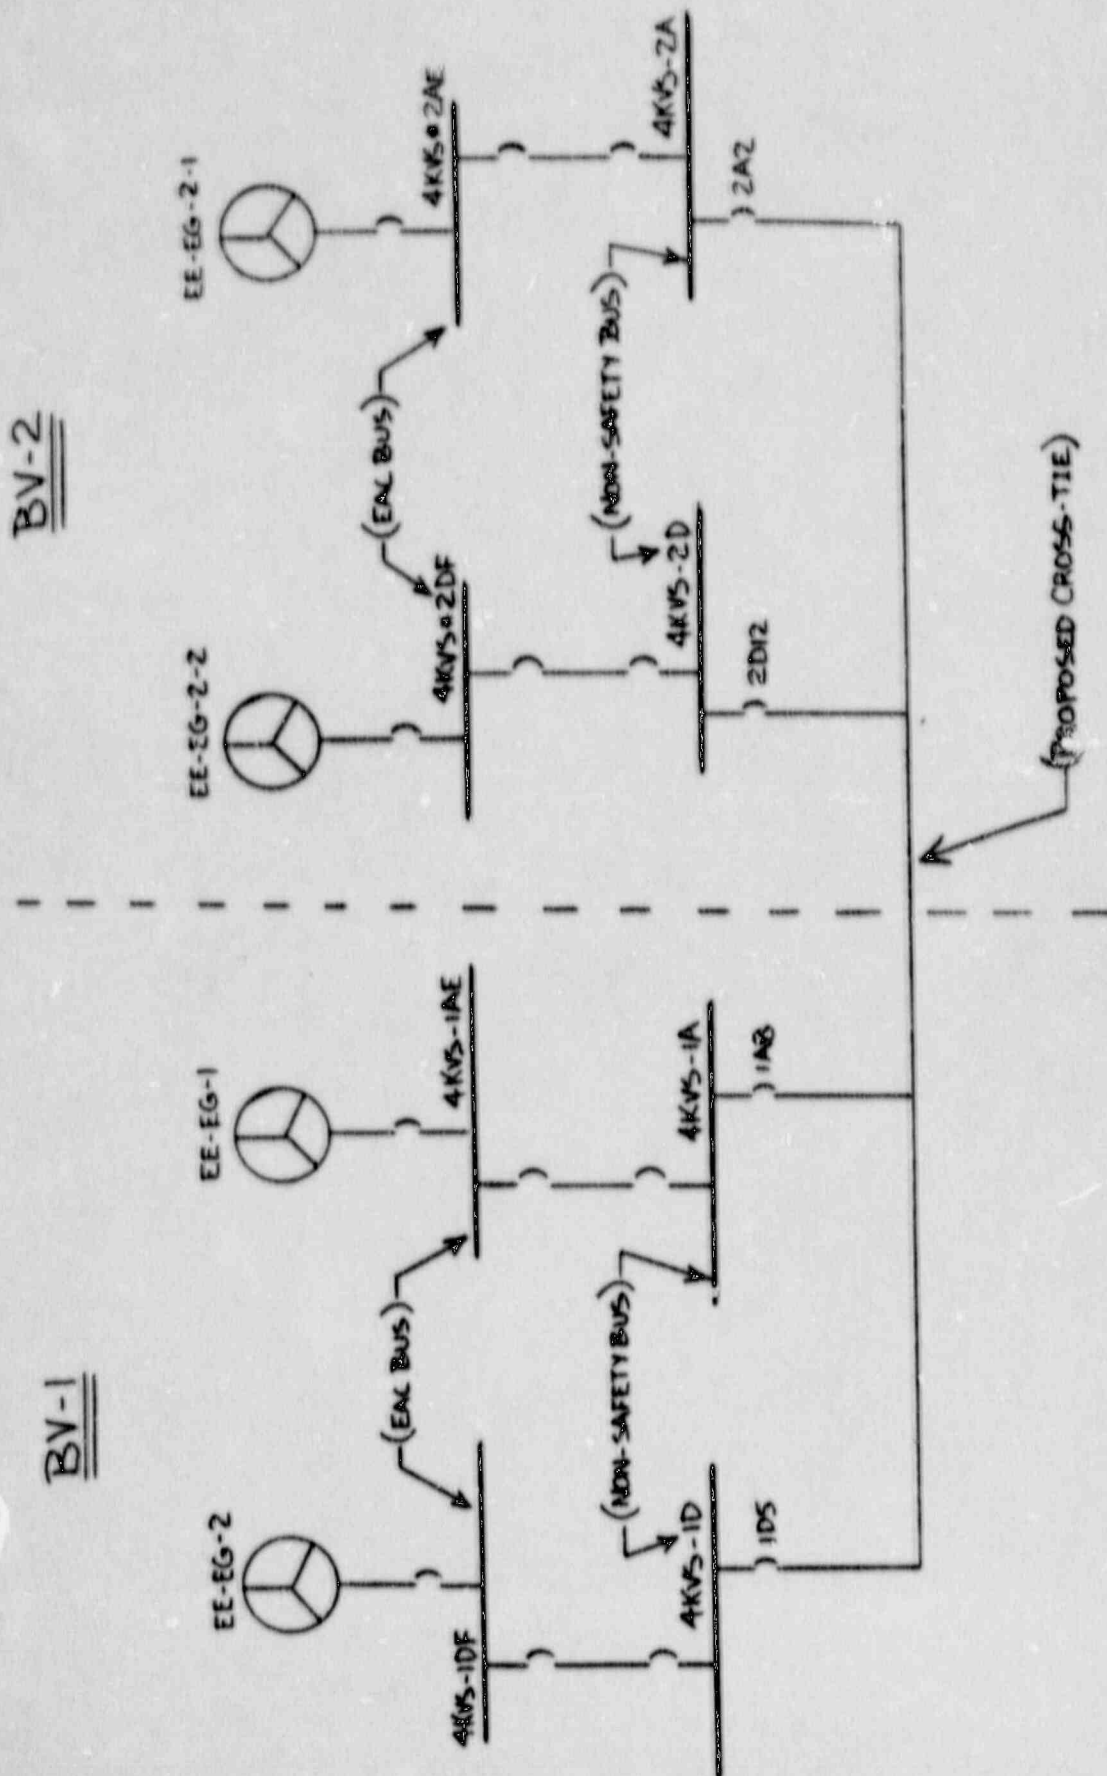 BV-1
BV-2
EE-EG-2
EE-EG-1
EE-EG-2-2
EE-EG-2-1
4KVS-1DF
(EAC BUS)
4KVS-1AE
4KVS•2DF
(EAC BUS)
4KVS•2AE
(NON-SAFETY BUS)
4KVS-1D
4KVS-1A
(NON-SAFETY BUS)
4KVS-2D
4KVS-2A
1D5
1A8
2D12
2A2
(PROPOSED CROSS-TIE)